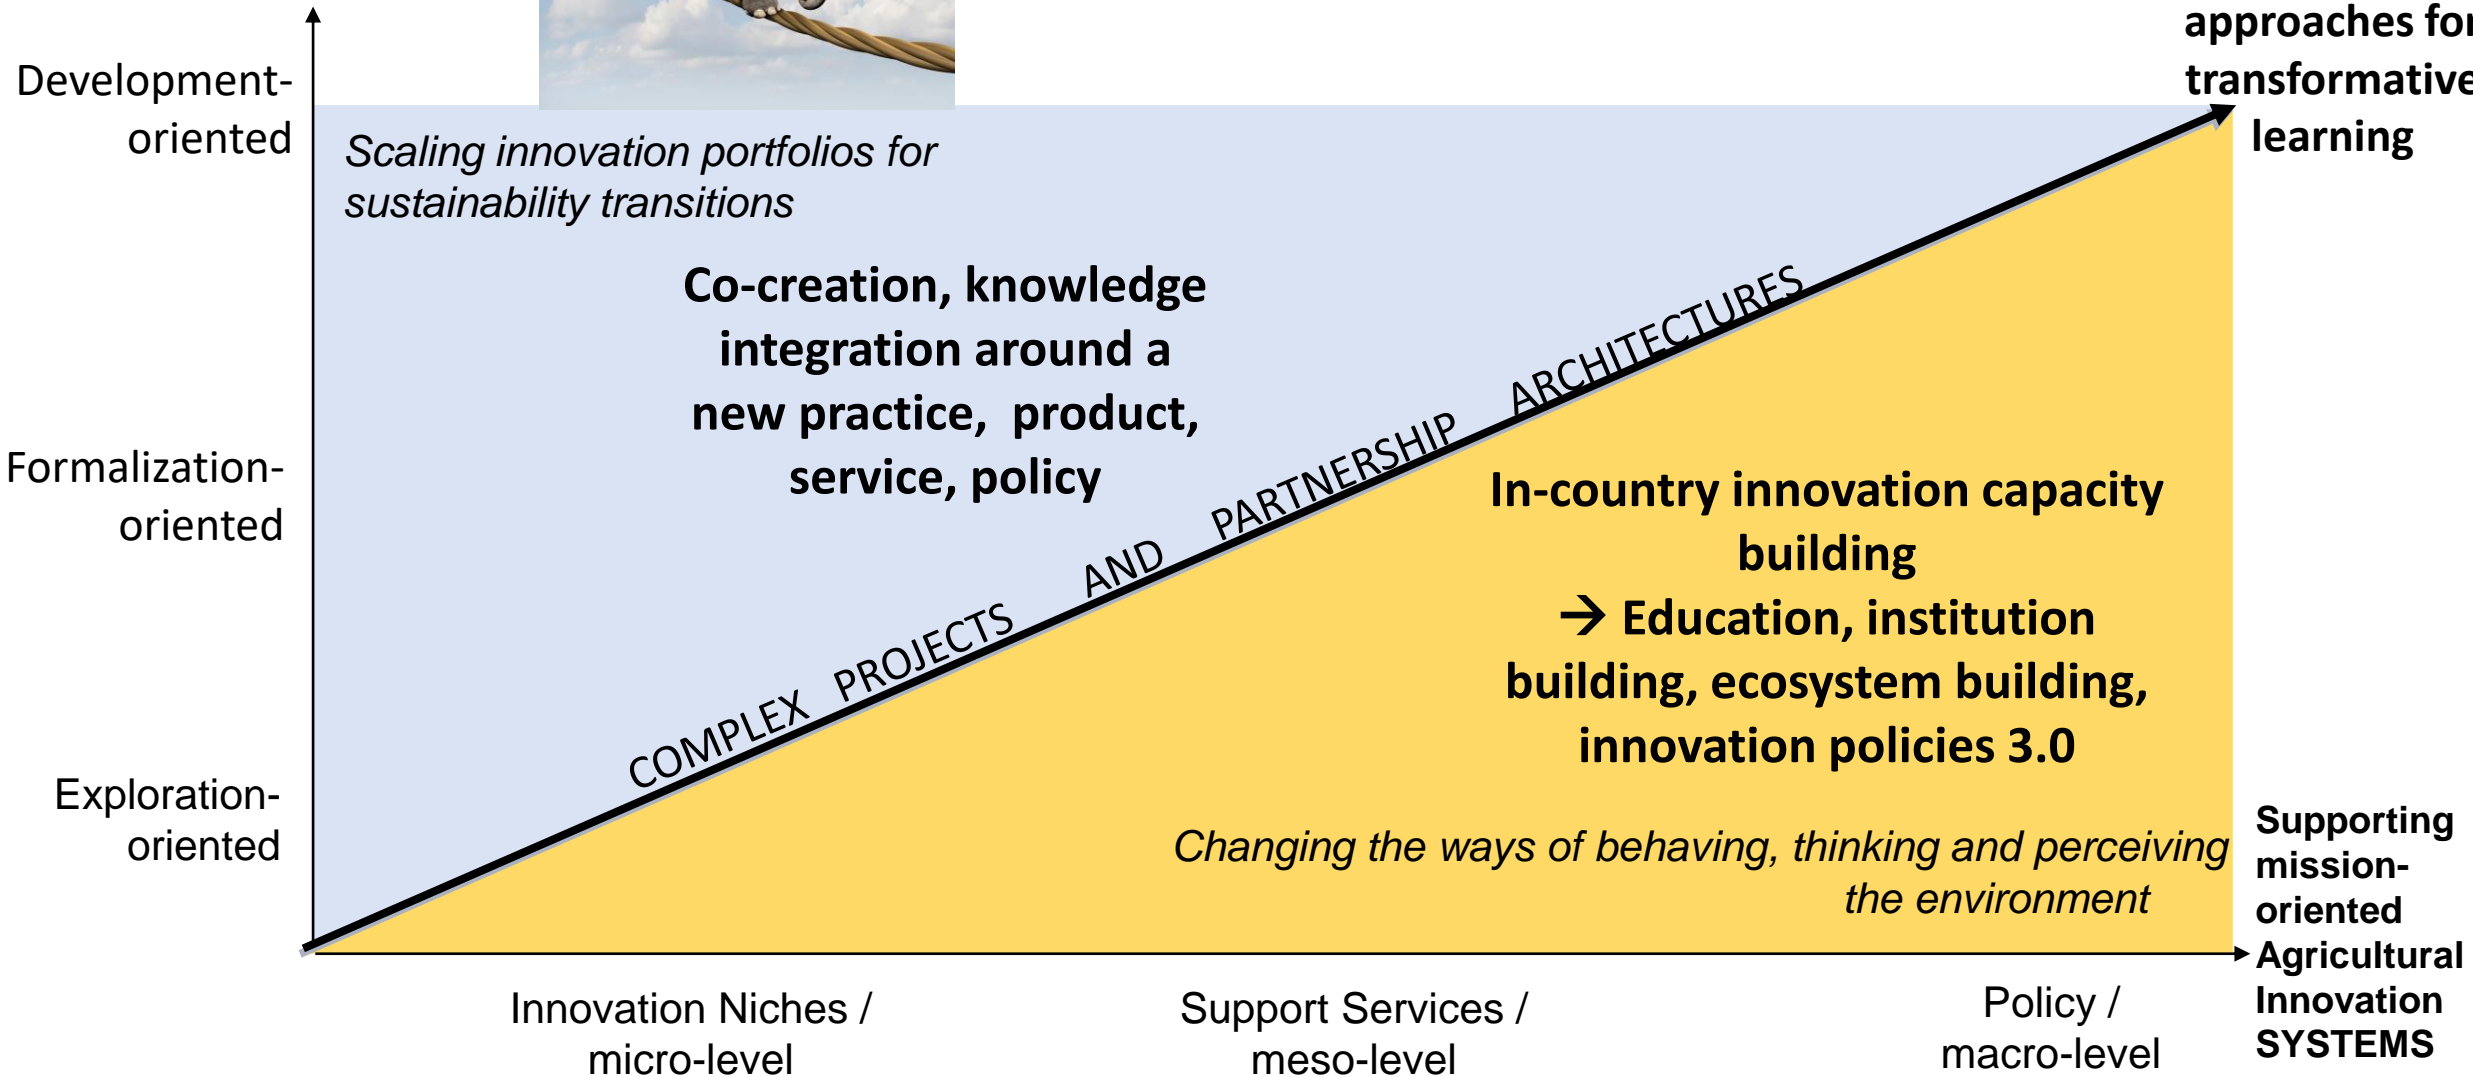 approaches for
transformative
learning
Development-
oriented
Scaling innovation portfolios for
sustainability transitions
Co-creation, knowledge
integration around a
new practice, product,
service, policy
COMPLEX PROJECTS AND PARTNERSHIP ARCHITECTURES
Formalization-
oriented
In-country innovation capacity
building
→ Education, institution
building, ecosystem building,
innovation policies 3.0
Exploration-
oriented
Changing the ways of behaving, thinking and perceiving
the environment
Supporting
mission-
oriented
Agricultural
Innovation
SYSTEMS
Innovation Niches /
micro-level
Support Services /
meso-level
Policy /
macro-level